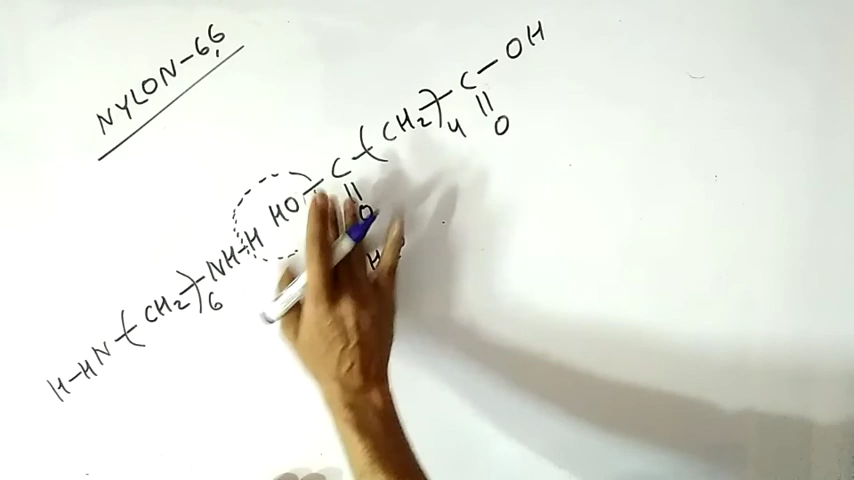 NYLON-6,6
H-HN-(CH2)6-NH-H HO-C-(CH2)4-C-OH
O O
H